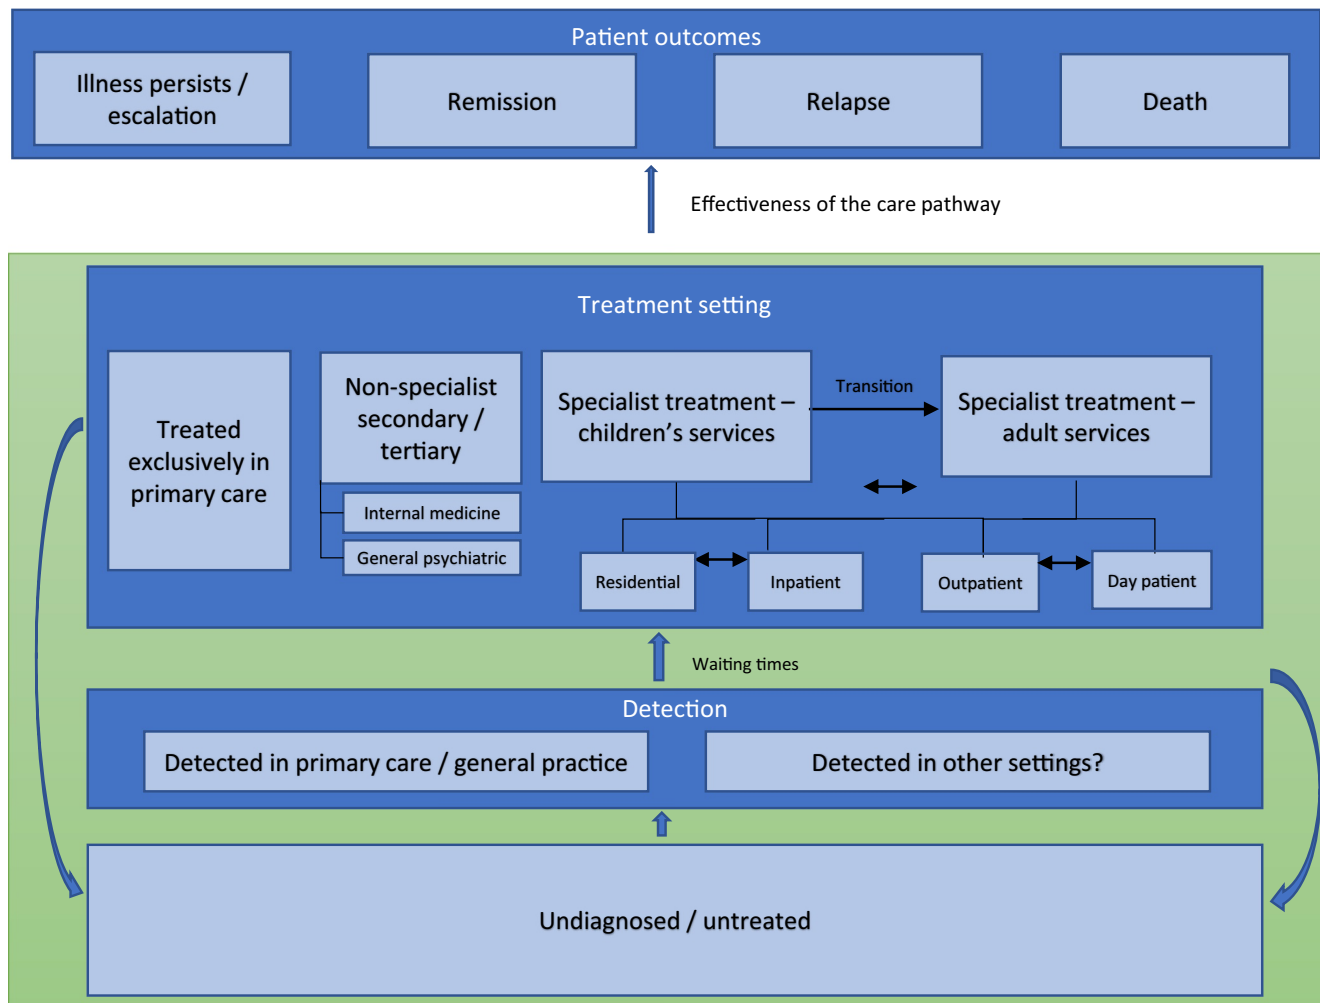 Patient outcomes
Illness persists /
escalation
Remission
Relapse
Death
Effectiveness of the care pathway
Treatment setting
Treated
exclusively in
primary care
Non-specialist
secondary /
tertiary
Internal medicine
General psychiatric
Specialist treatment –
children's services
Transition
Specialist treatment –
adult services
Residential
Inpatient
Outpatient
Day patient
Waiting times
Detection
Detected in primary care / general practice
Detected in other settings?
Undiagnosed / untreated